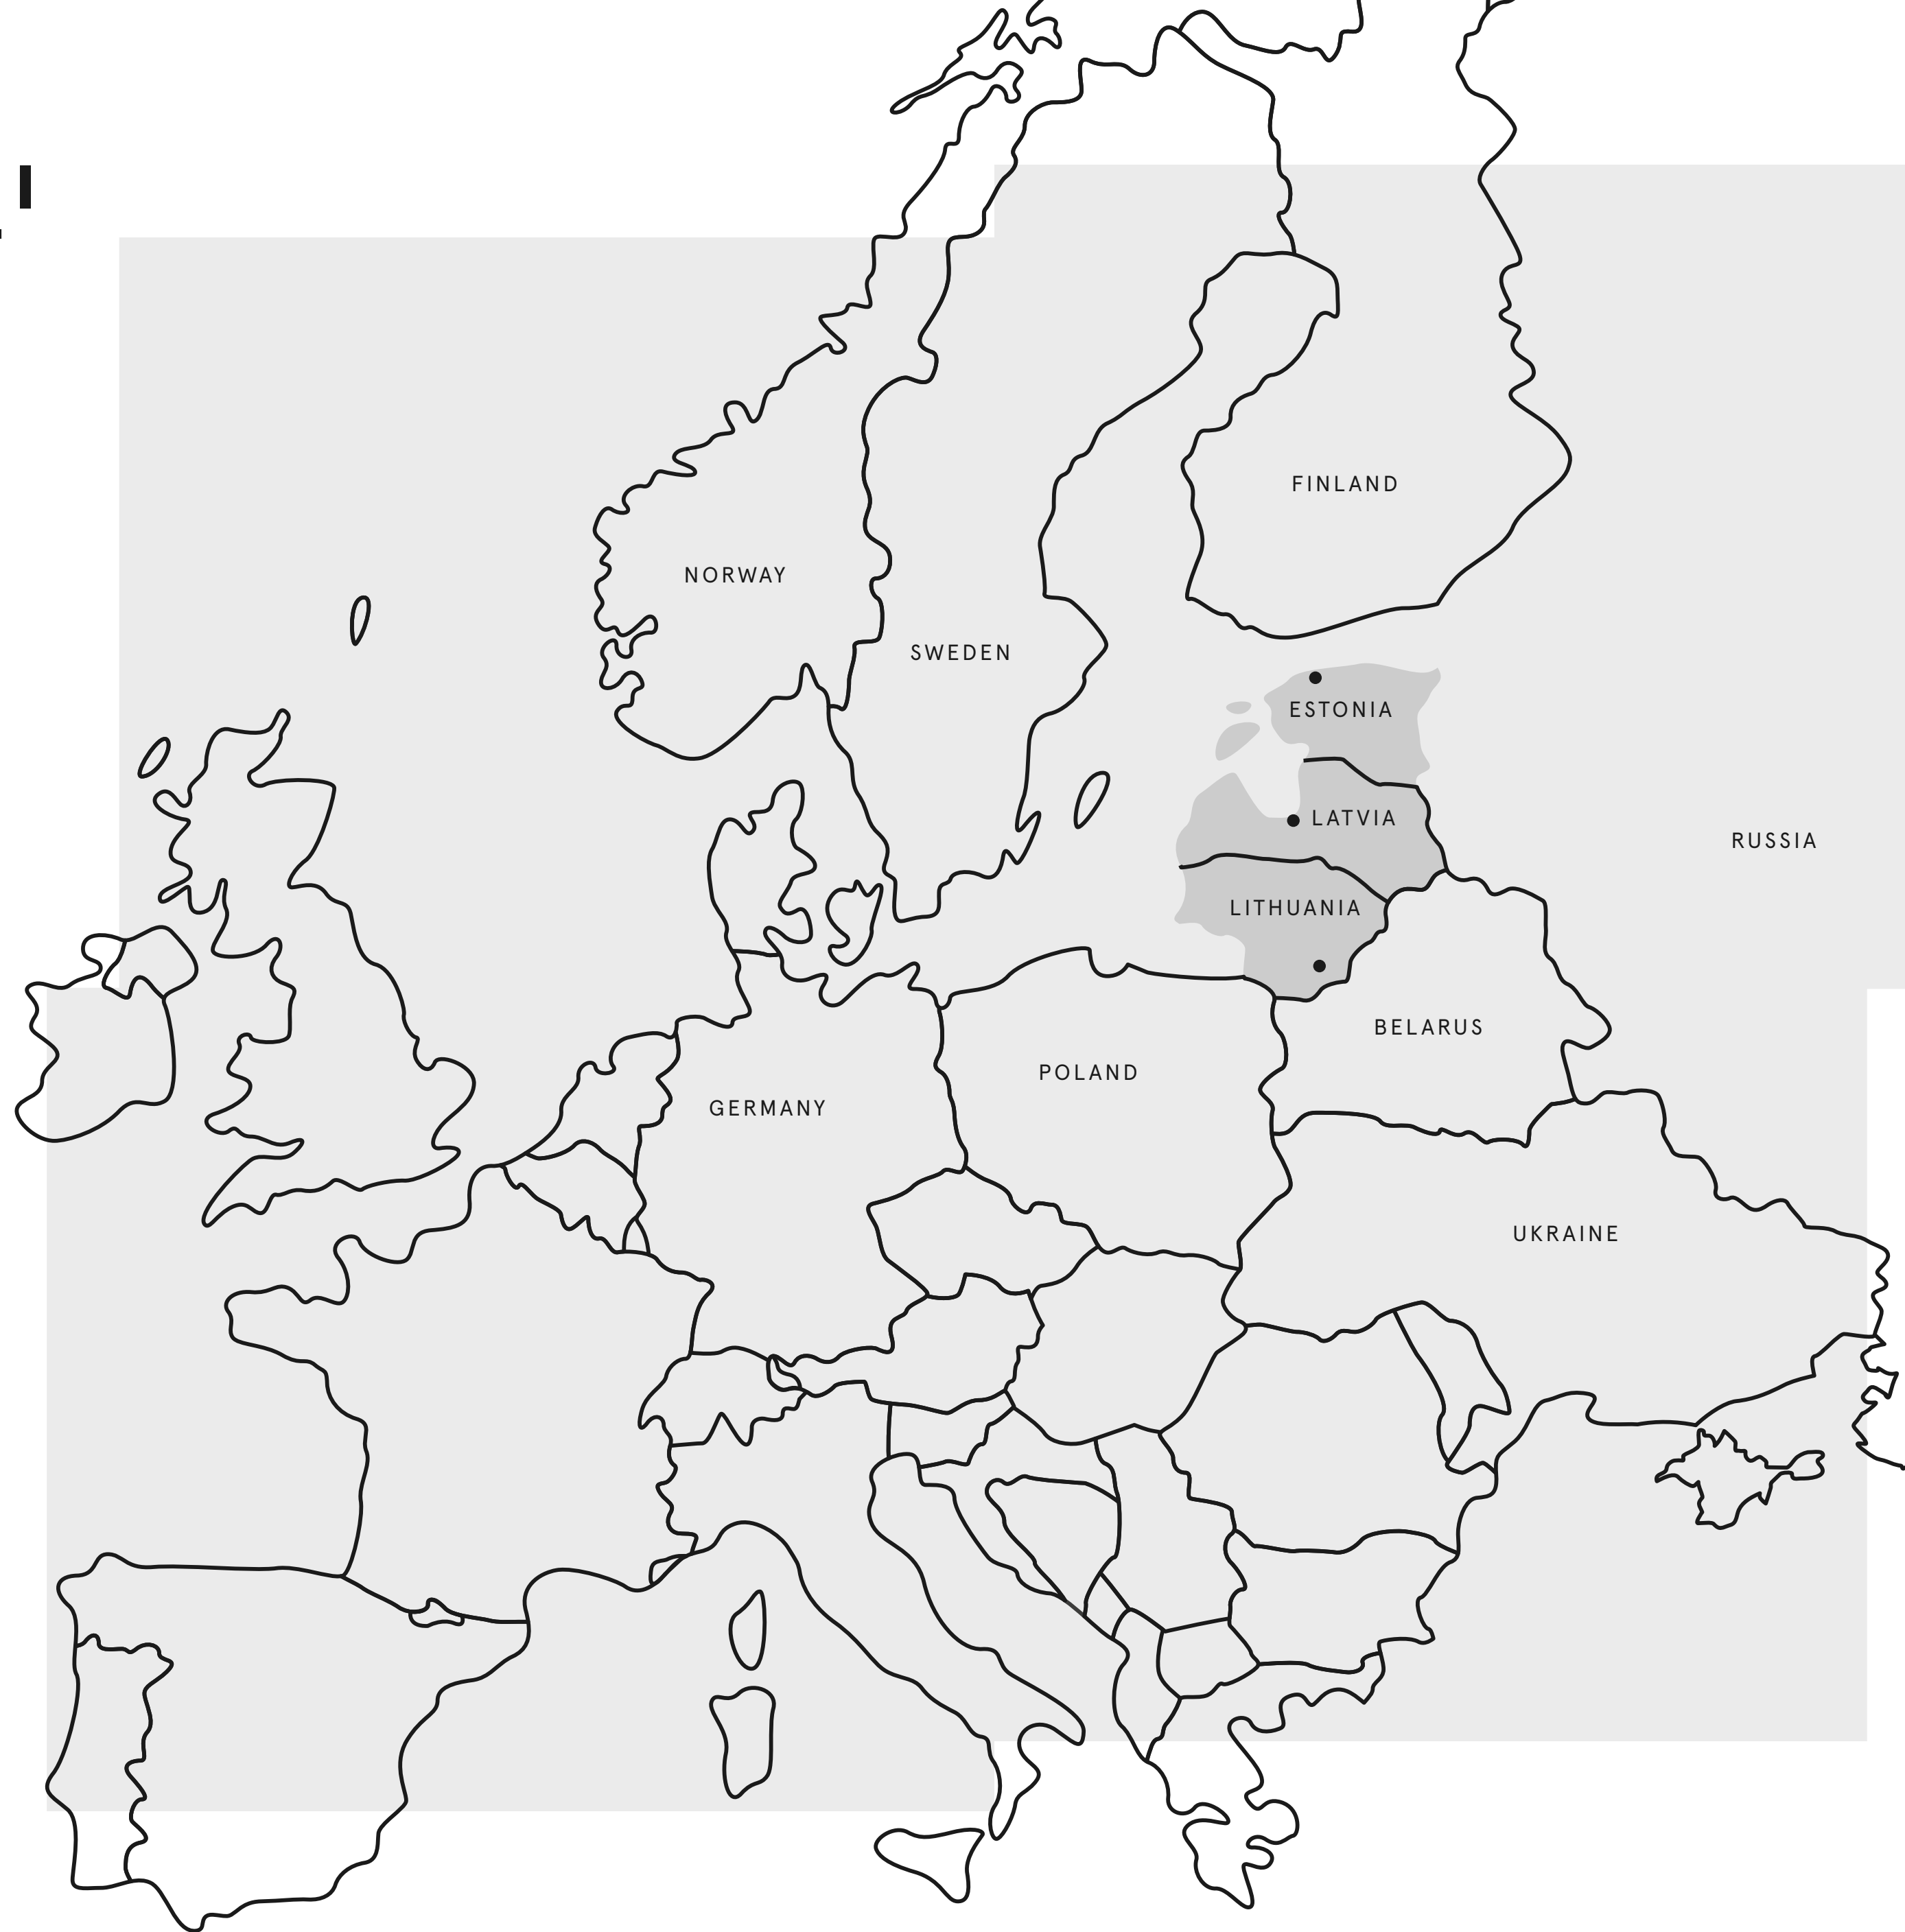 FINLAND
NORWAY
SWEDEN
ESTONIA
LATVIA
RUSSIA
LITHUANIA
BELARUS
POLAND
GERMANY
UKRAINE